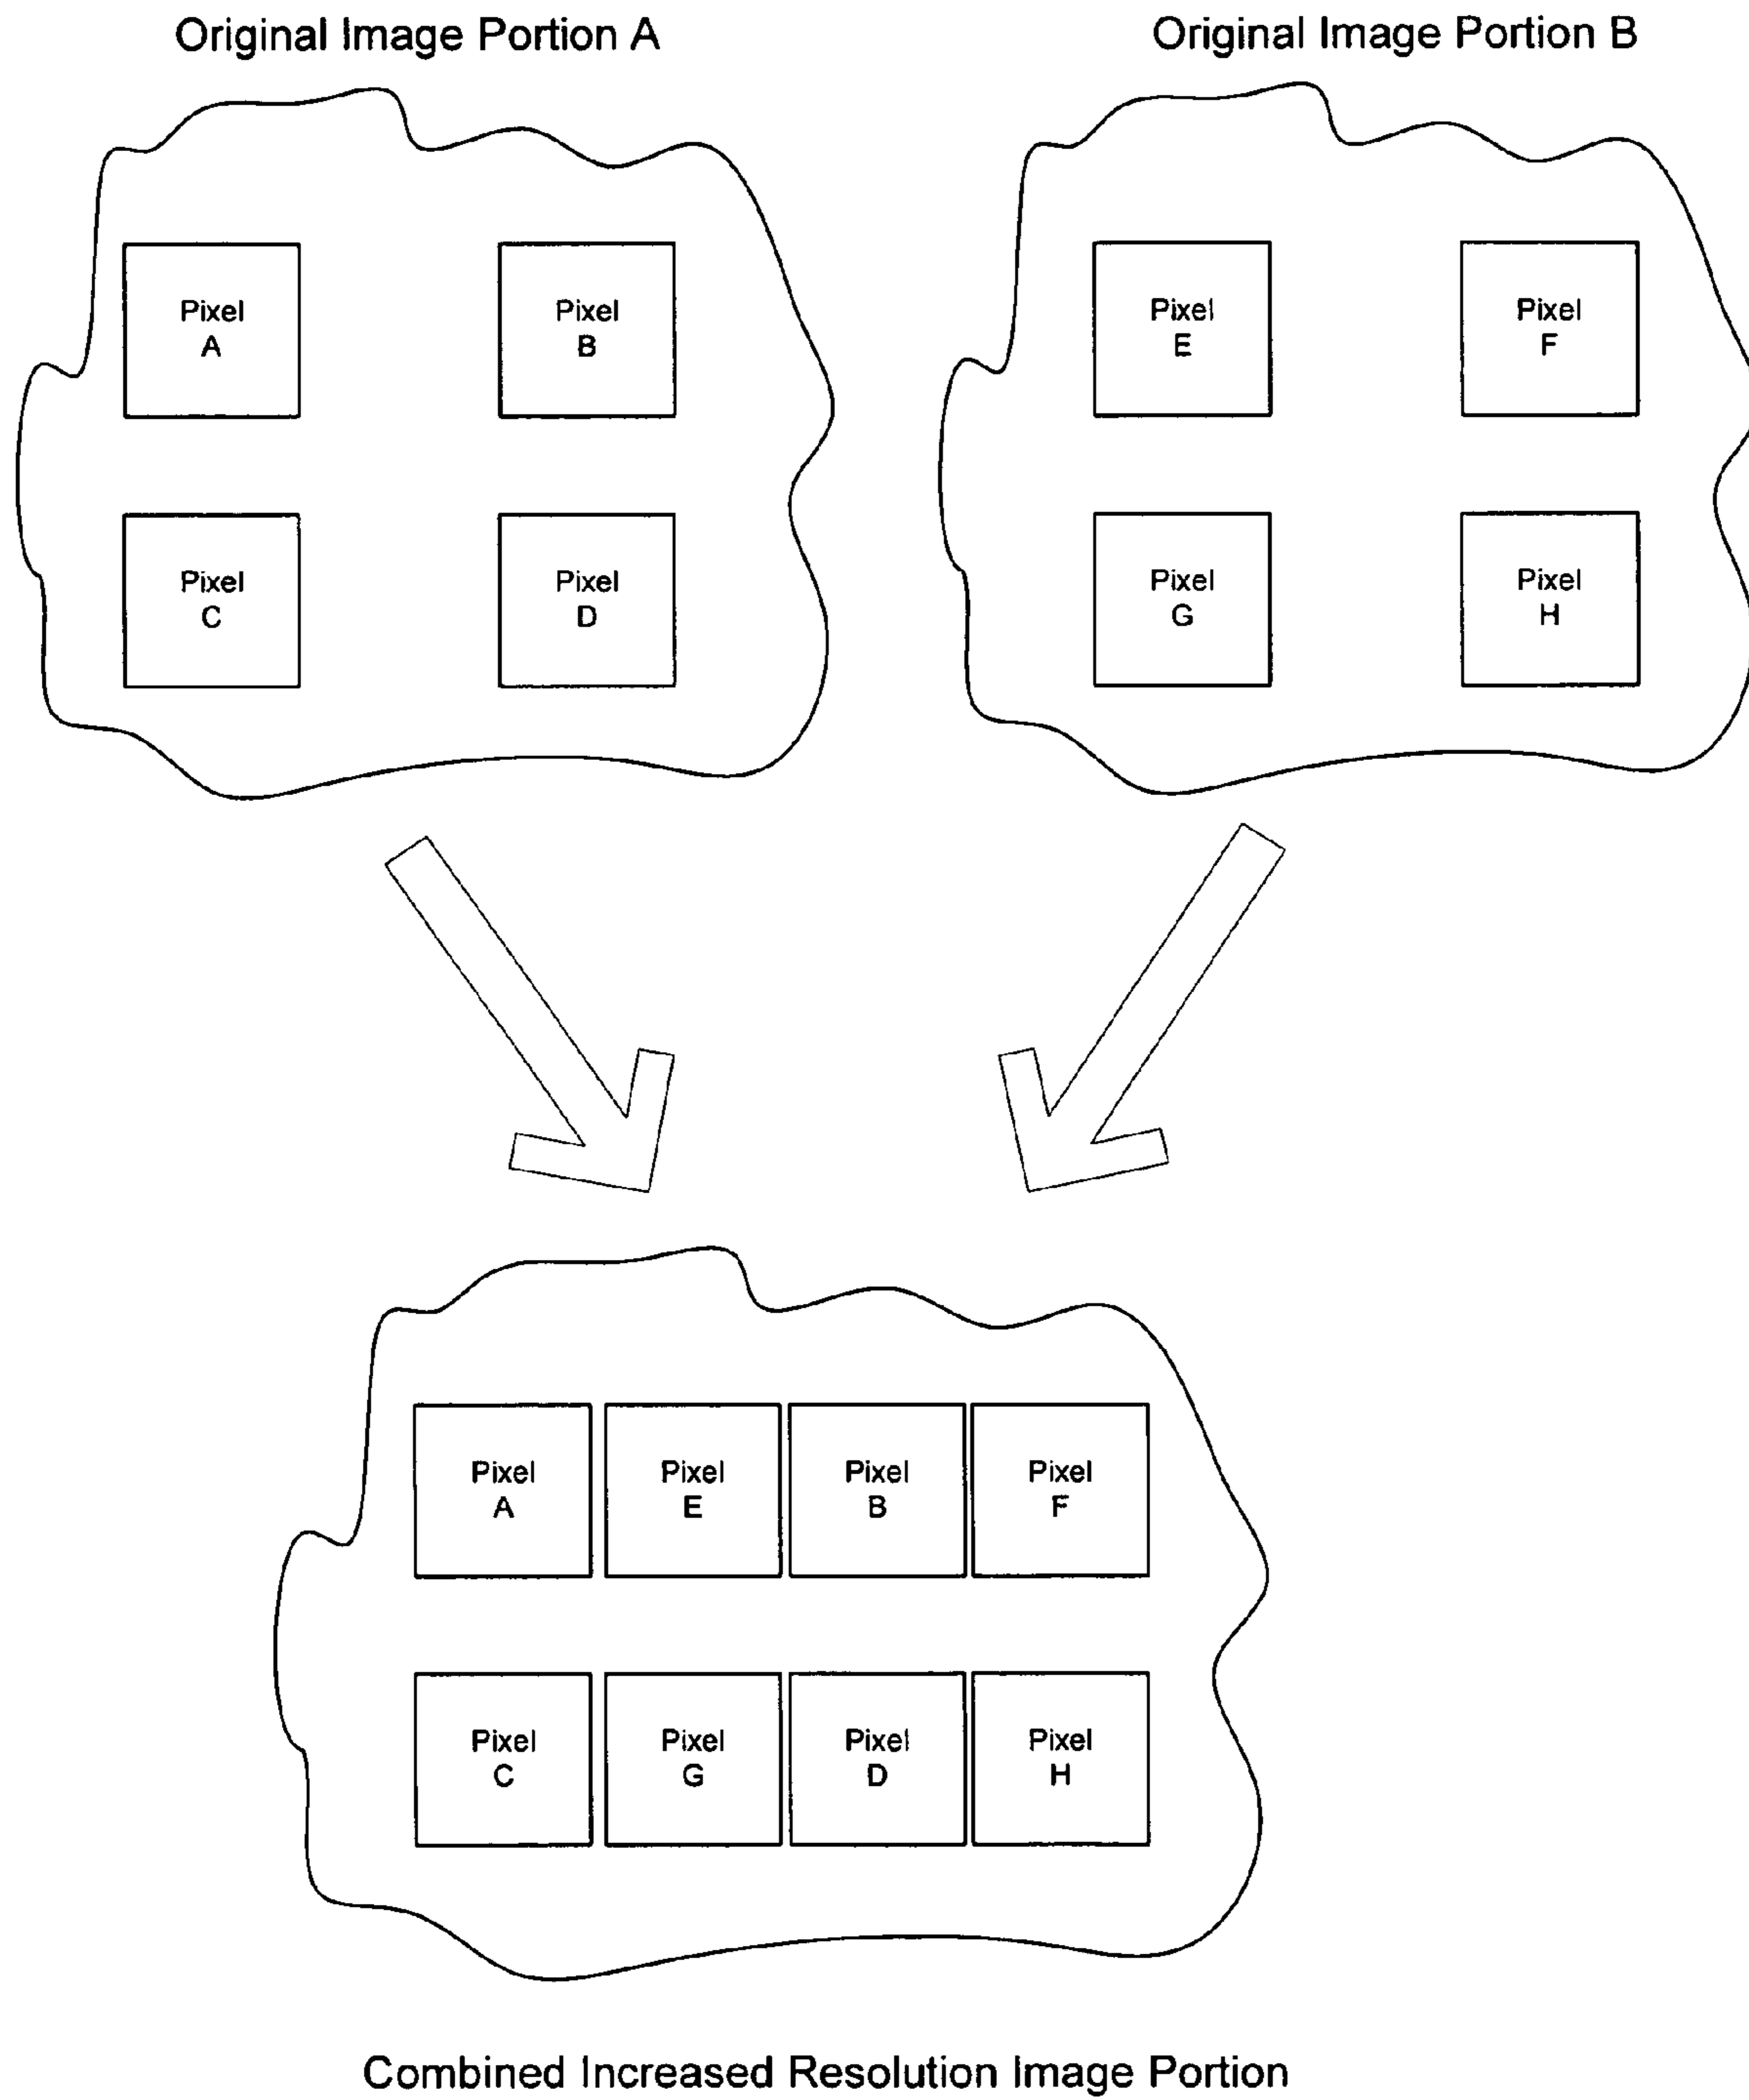 Original Image Portion A
Original Image Portion B
Pixel
A
Pixel
B
Pixel
C
Pixel
D
Pixel
E
Pixel
F
Pixel
G
Pixel
H
Pixel
A
Pixel
E
Pixel
B
Pixel
F
Pixel
C
Pixel
G
Pixel
D
Pixel
H
Combined Increased Resolution Image Portion